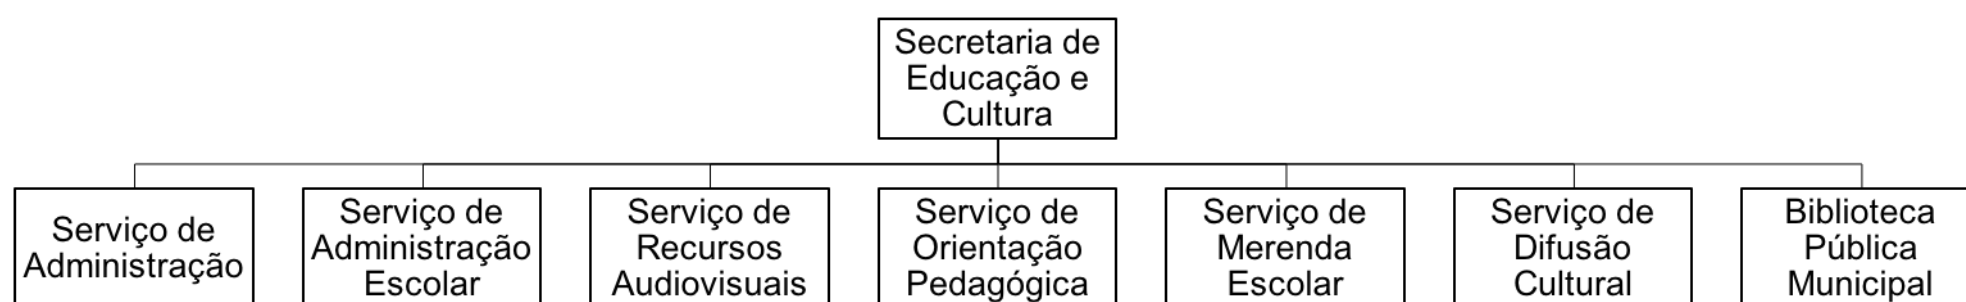 Secretaria de
Educação e
Cultura
Serviço de
Administração
Serviço de
Administração
Escolar
Serviço de
Recursos
Audiovisuais
Serviço de
Orientação
Pedagógica
Serviço de
Merenda
Escolar
Serviço de
Difusão
Cultural
Biblioteca
Pública
Municipal